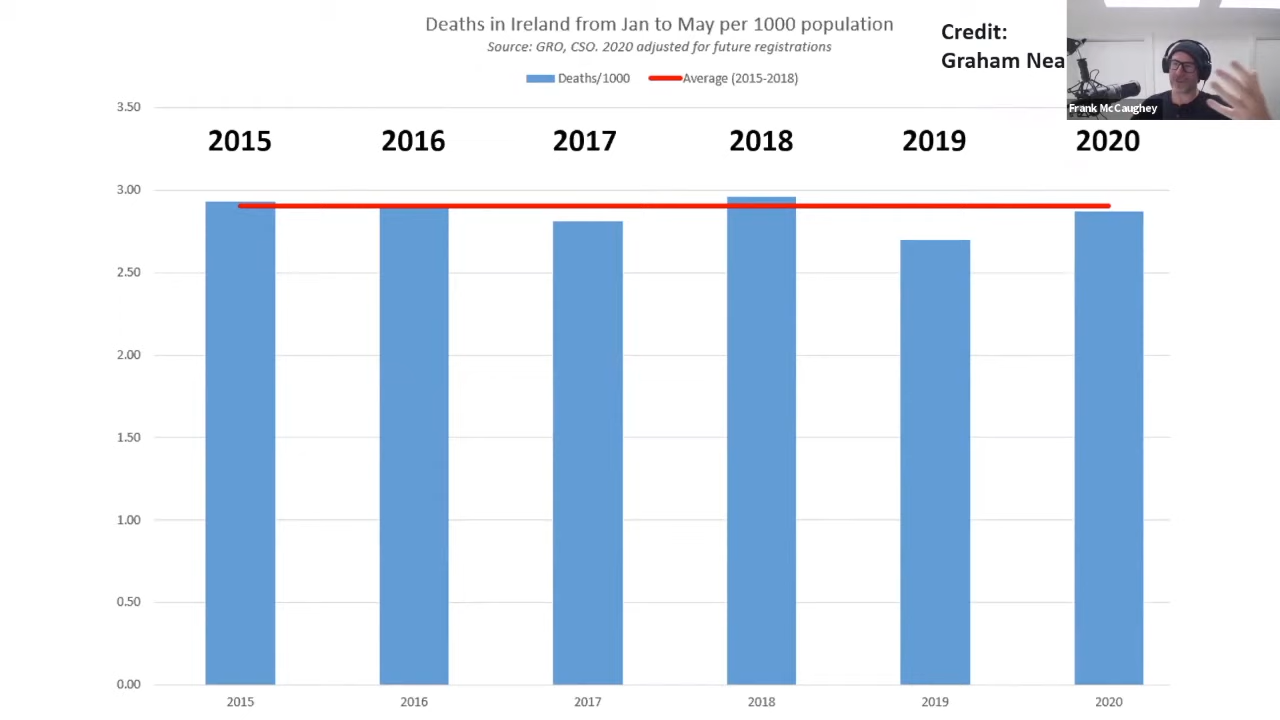 Deaths in Ireland from Jan to May per 1000 population
Source: GRO, CSO. 2020 adjusted for future registrations
Deaths/1000 Average (2015-2018)
Credit:
Graham Nea
Frank McCaughey
3.50
2015 2016 2017 2018 2019 2020
3.00
2.50
2.00
1.50
1.00
0.50
0.00
2015 2016 2017 2018 2019 2020